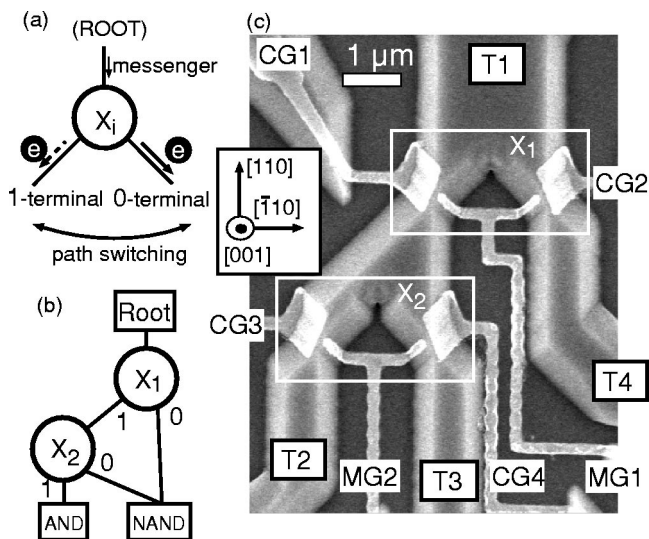 (a)
(ROOT)
messenger
Xi
e
e
1-terminal 0-terminal
path switching
(b)
Root
X1
1
0
X2
1
0
AND
NAND
(c)
CG1
1 µm
T1
X1
CG2
[110]
[1̄10]
[001]
X2
CG3
T4
T2
MG2
T3
CG4
MG1